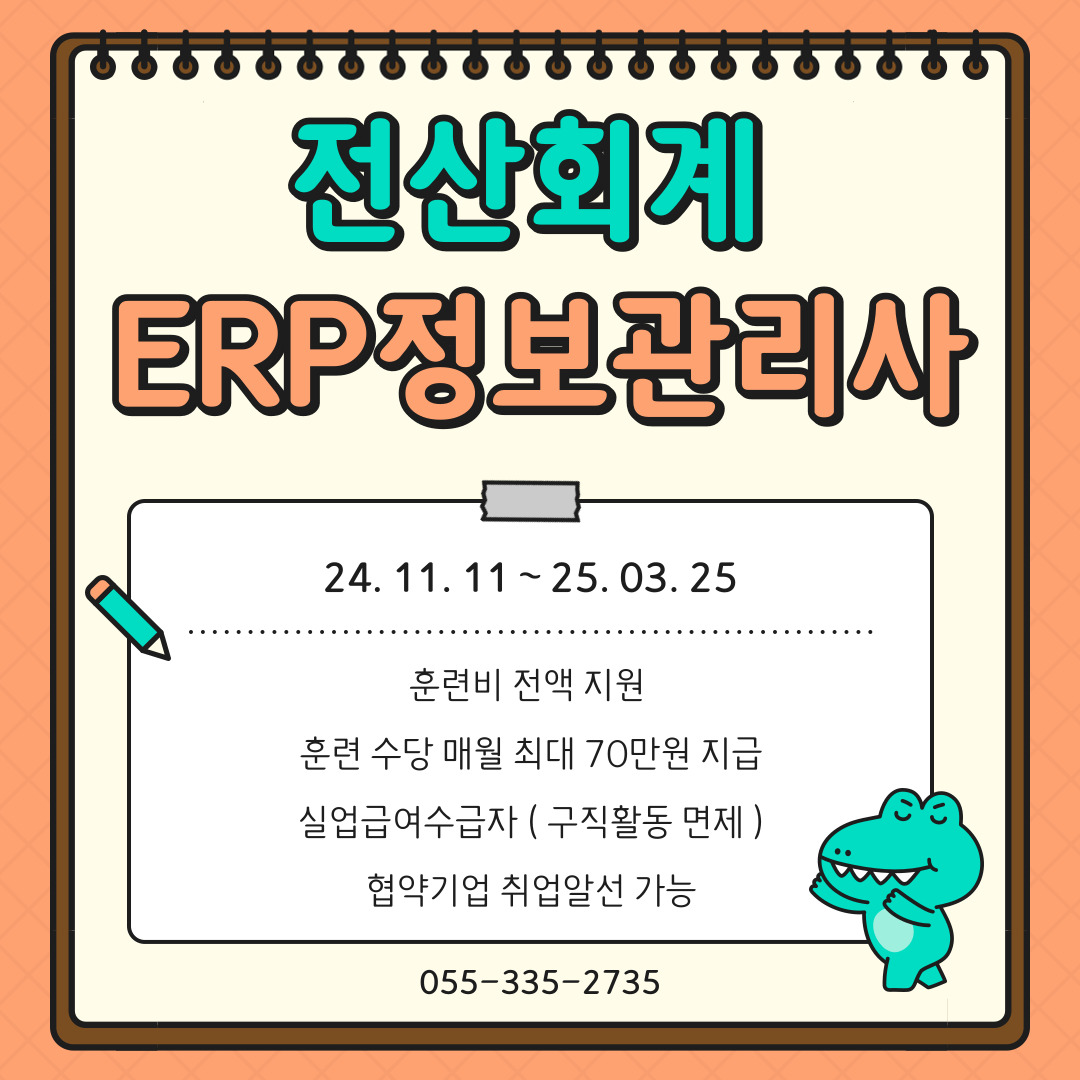 전산회계
ERP정보관리사
24. 11. 11 ~ 25. 03. 25
훈련비 전액 지원
훈련 수당 매월 최대 70만원 지급
실업급여수급자 ( 구직활동 면제 )
협약기업 취업알선 가능
055-335-2735